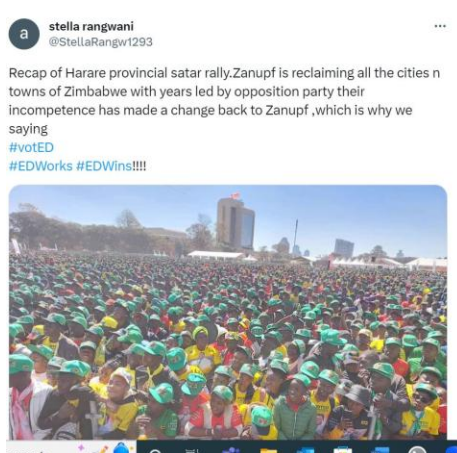 a
stella rangwani
@StellaRangw1293
Recap of Harare provincial satar rally.Zanupf is reclaiming all the cities n
towns of Zimbabwe with years led by opposition party their
incompetence has made a change back to Zanupf ,which is why we
saying
#votED
#EDWorks #EDWins!!!!